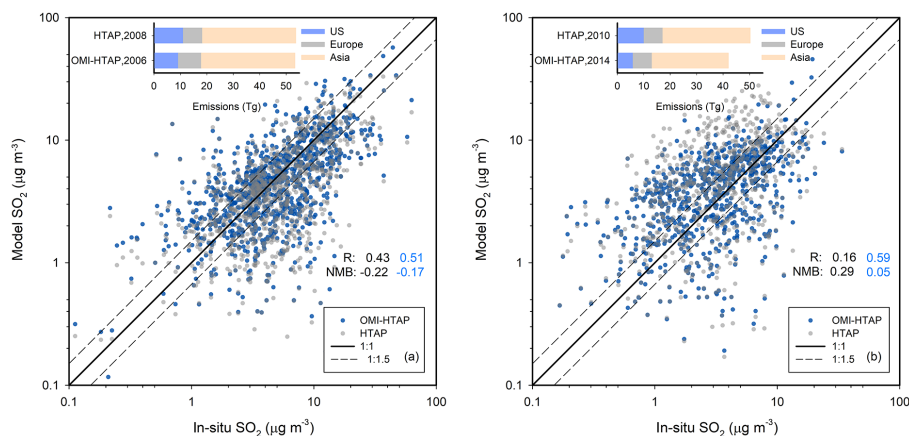 100
10
1
0.1
Model SO2 (µg m-3)
HTAP,2008
OMI-HTAP,2006
0 10 20 30 40 50
Emissions (Tg)
US
Europe
Asia
R: 0.43 0.51
NMB: -0.22 -0.17
OMI-HTAP
HTAP
1:1
1:1.5
(a)
0.1 1 10 100
In-situ SO2 (µg m-3)
100
10
1
0.1
Model SO2 (µg m-3)
HTAP,2010
OMI-HTAP,2014
0 10 20 30 40 50
Emissions (Tg)
US
Europe
Asia
R: 0.16 0.59
NMB: 0.29 0.05
OMI-HTAP
HTAP
1:1
1:1.5
(b)
0.1 1 10 100
In-situ SO2 (µg m-3)